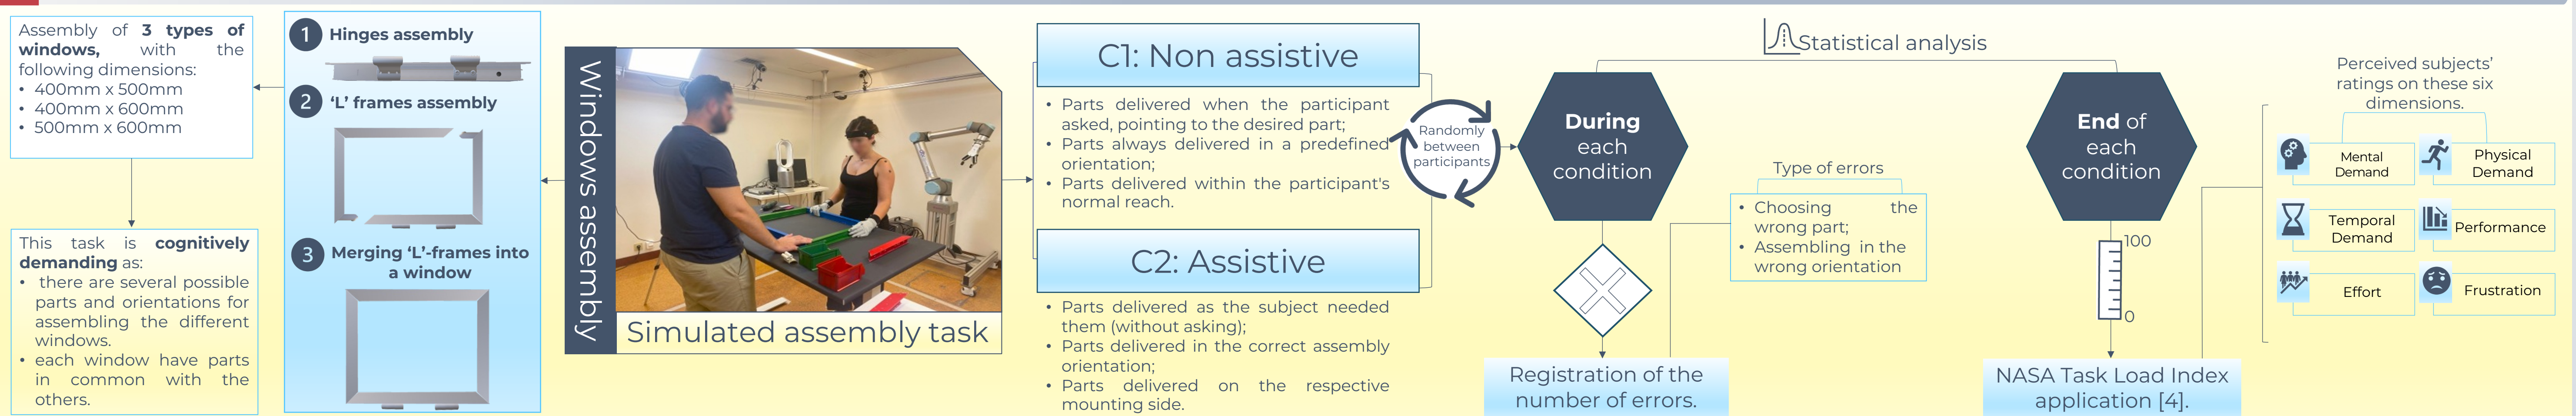 Assembly of 3 types of
windows, with the
following dimensions:
• 400mm x 500mm
• 400mm x 600mm
• 500mm x 600mm
This task is cognitively
demanding as:
• there are several possible
parts and orientations for
assembling the different
windows.
• each window have parts
in common with the
others.
1 Hinges assembly
2 ‘L’ frames assembly
3 Merging ‘L’-frames into
a window
Windows assembly
Simulated assembly task
C1: Non assistive
• Parts delivered when the participant
asked, pointing to the desired part;
• Parts always delivered in a predefined
orientation;
• Parts delivered within the participant's
normal reach.
C2: Assistive
• Parts delivered as the subject needed
them (without asking);
• Parts delivered in the correct assembly
orientation;
• Parts delivered on the respective
mounting side.
Randomly
between
participants
Statistical analysis
During
each
condition
Type of errors
• Choosing the
wrong part;
• Assembling in the
wrong orientation
Registration of the
number of errors.
End of
each
condition
100
0
NASA Task Load Index
application [4].
Perceived subjects’
ratings on these six
dimensions.
Mental
Demand
Physical
Demand
Temporal
Demand
Performance
Effort
Frustration